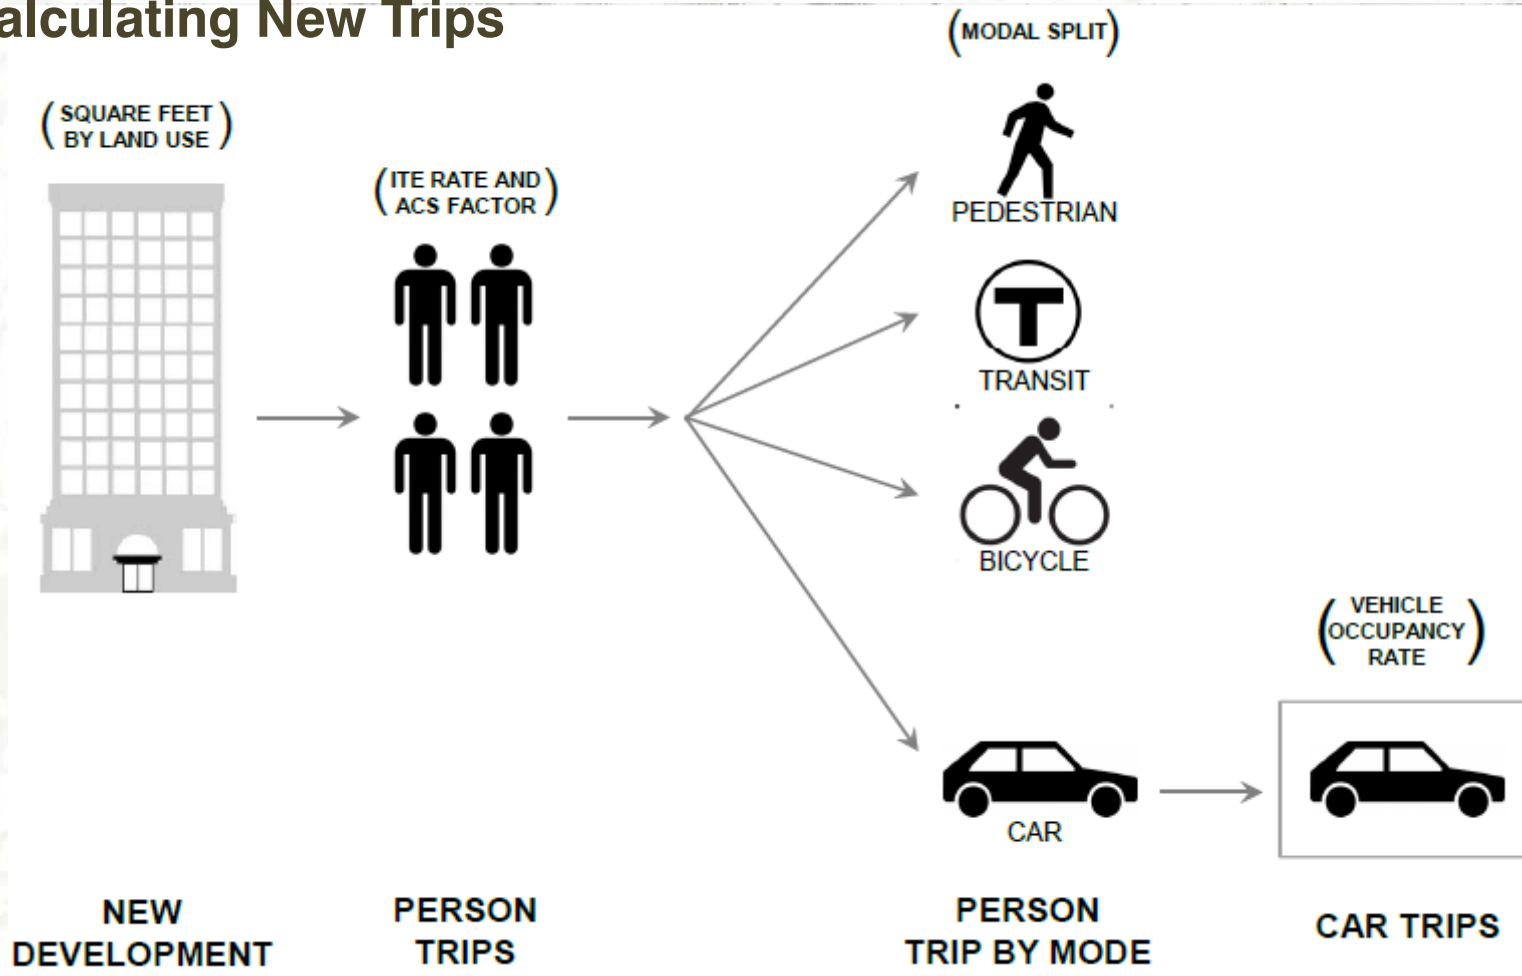 alculating New Trips
(MODAL SPLIT)
(SQUARE FEET
BY LAND USE)
(ITE RATE AND
ACS FACTOR)
PEDESTRIAN
T
TRANSIT
BICYCLE
(VEHICLE
OCCUPANCY
RATE)
CAR
NEW
DEVELOPMENT
PERSON
TRIPS
PERSON
TRIP BY MODE
CAR TRIPS